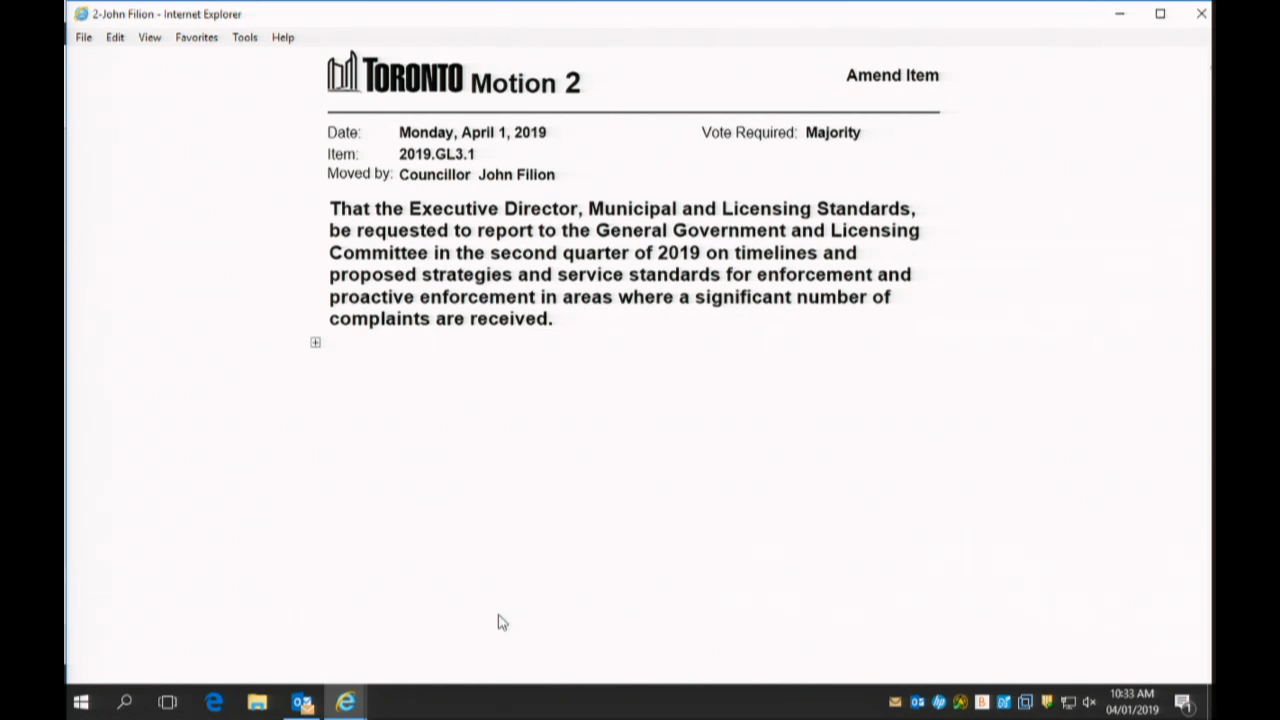 2-John Filion - Internet Explorer
File Edit View Favorites Tools Help
TORONTO Motion 2
Amend Item
Date: Monday, April 1, 2019
Vote Required: Majority
Item: 2019.GL3.1
Moved by: Councillor John Filion
That the Executive Director, Municipal and Licensing Standards,
be requested to report to the General Government and Licensing
Committee in the second quarter of 2019 on timelines and
proposed strategies and service standards for enforcement and
proactive enforcement in areas where a significant number of
complaints are received.
10:33 AM
04/01/2019